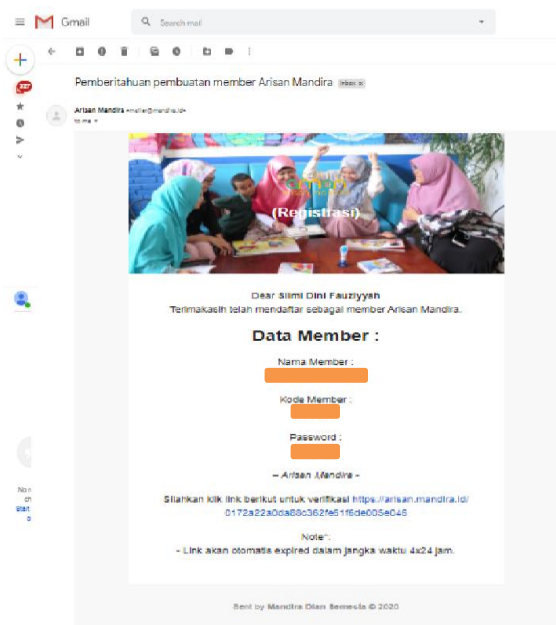 Gmail
Search mail
Pemberitahuan pembuatan member Arisan Mandira Inbox x
Arisan Mandira
to me
(Registrasi)
Dear Silmi Dini Fauziyyah
Terimakasih telah mendaftar sebagai member Arisan Mandira.
Data Member :
Nama Member :
Kode Member :
Password :
-- Arisan Mandira --
Silahkan klik link berikut untuk verifikasi https://arisan.mandira.id/
Note*:
- Link akan otomatis expired dalam jangka waktu 4x24 jam.
Sent by Mandira Dian Semesta © 2020